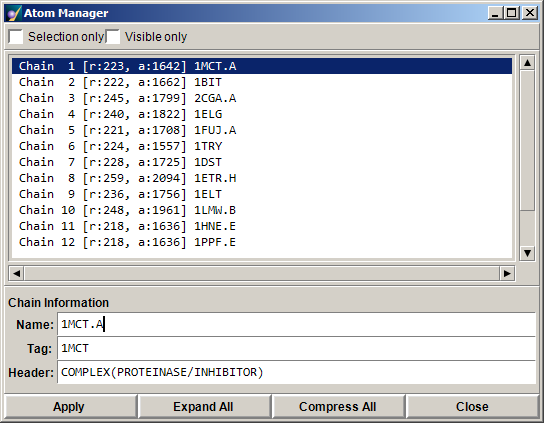 Atom Manager
Selection only Visible only
Chain 1 [r:223, a:1642] 1MCT.A
Chain 2 [r:222, a:1662] 1BIT
Chain 3 [r:245, a:1799] 2CGA.A
Chain 4 [r:240, a:1822] 1ELG
Chain 5 [r:221, a:1708] 1FUJ.A
Chain 6 [r:224, a:1557] 1TRY
Chain 7 [r:228, a:1725] 1DST
Chain 8 [r:259, a:2094] 1ETR.H
Chain 9 [r:236, a:1756] 1ELT
Chain 10 [r:248, a:1961] 1LMW.B
Chain 11 [r:218, a:1636] 1HNE.E
Chain 12 [r:218, a:1636] 1PPF.E
Chain Information
Name: 1MCT.A
Tag: 1MCT
Header: COMPLEX(PROTEINASE/INHIBITOR)
Apply Expand All Compress All Close